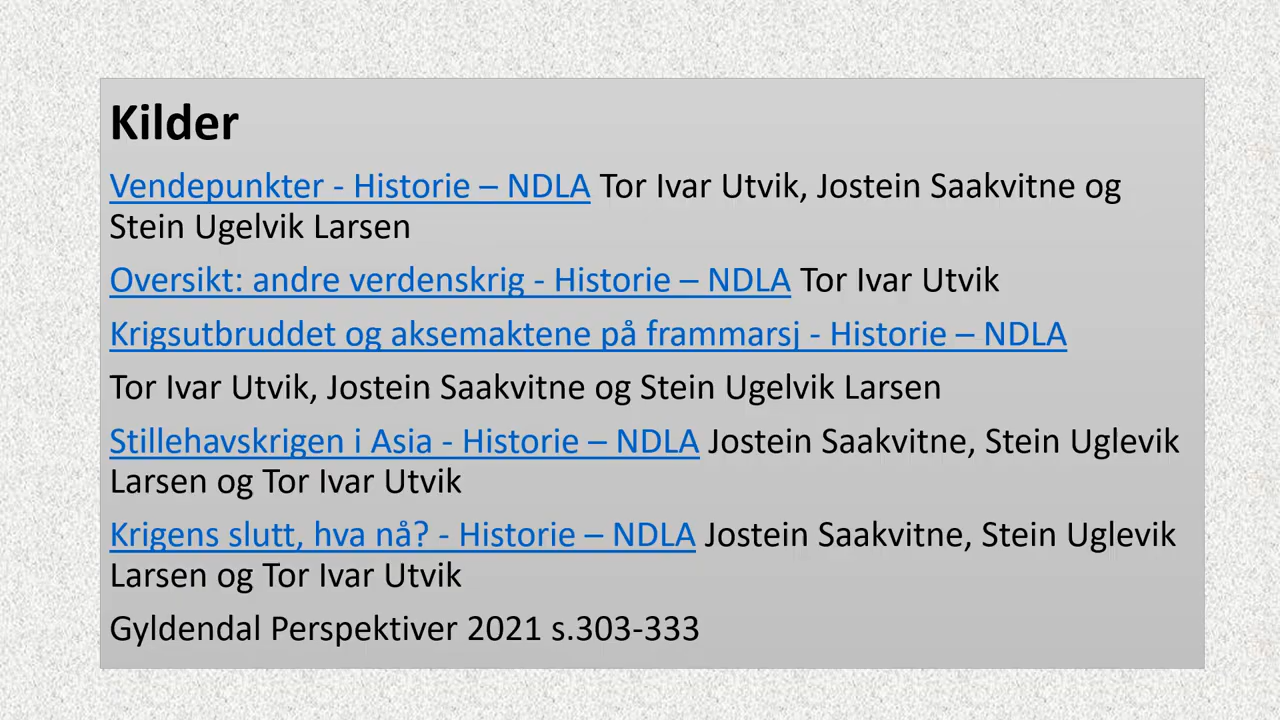 Kilder
Vendepunkter - Historie – NDLA Tor Ivar Utvik, Jostein Saakvitne og
Stein Ugelvik Larsen
Oversikt: andre verdenskrig - Historie – NDLA Tor Ivar Utvik
Krigsutbruddet og aksemaktene på frammarsj - Historie – NDLA
Tor Ivar Utvik, Jostein Saakvitne og Stein Ugelvik Larsen
Stillehavskrigen i Asia - Historie – NDLA Jostein Saakvitne, Stein Uglevik
Larsen og Tor Ivar Utvik
Krigens slutt, hva nå? - Historie – NDLA Jostein Saakvitne, Stein Uglevik
Larsen og Tor Ivar Utvik
Gyldendal Perspektiver 2021 s.303-333